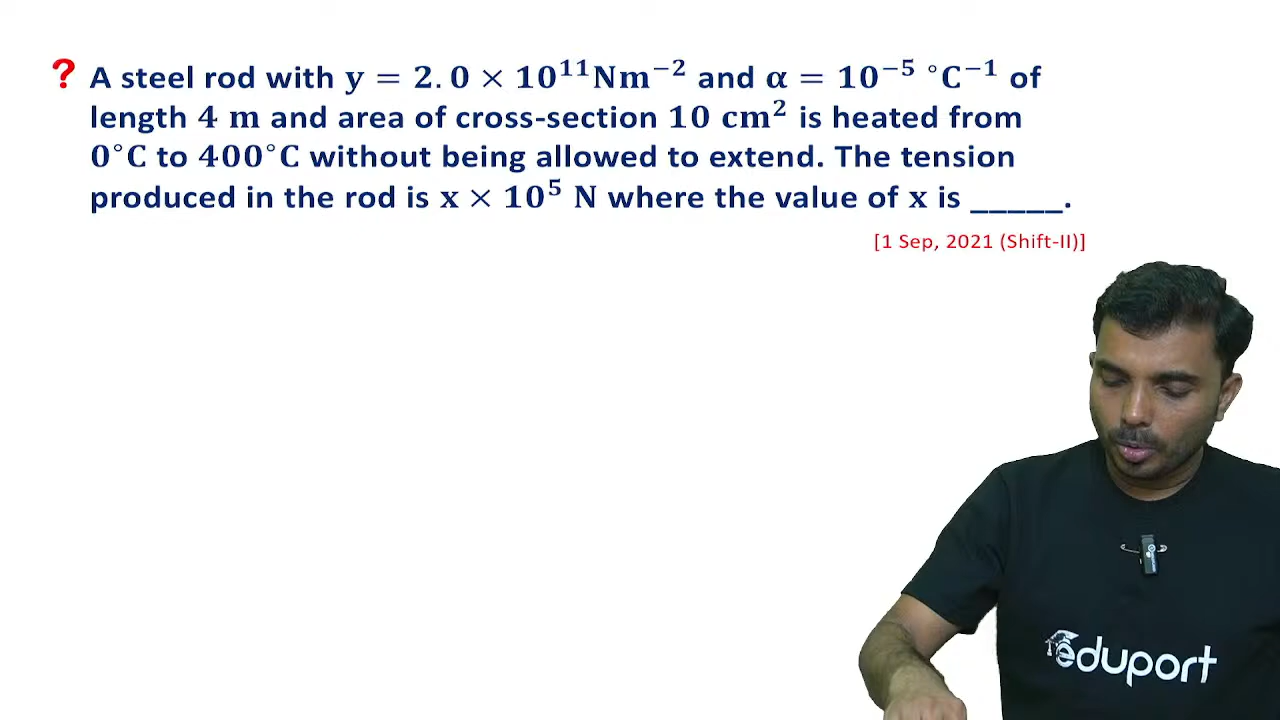 ? A steel rod with y = 2.0 × 10¹¹Nm⁻² and α = 10⁻⁵ °C⁻¹ of
length 4 m and area of cross-section 10 cm² is heated from
0°C to 400°C without being allowed to extend. The tension
produced in the rod is x × 10⁵ N where the value of x is _____.
[1 Sep, 2021 (Shift-II)]
eduport